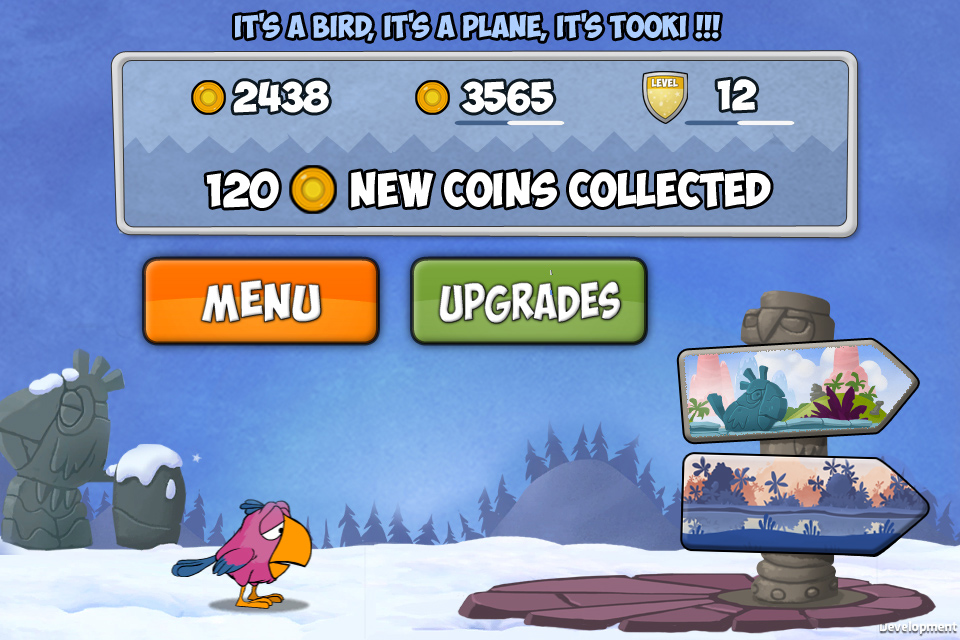 IT'S A BIRD, IT'S A PLANE, IT'S TOOKI !!!
2438 3565 LEVEL 12
120 NEW COINS COLLECTED
MENU UPGRADES
Development